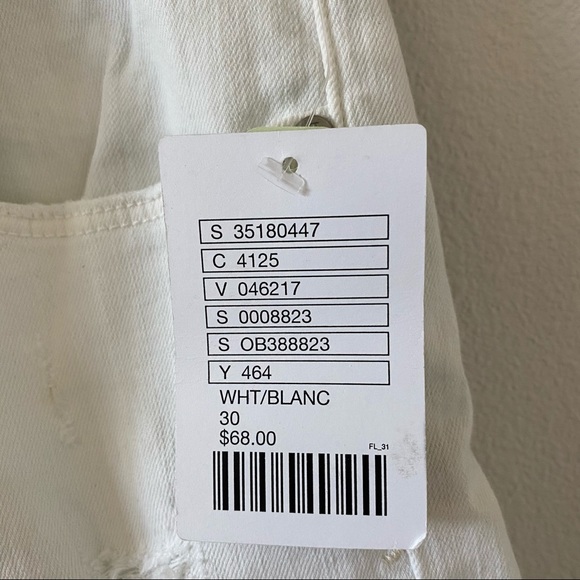 S 35180447
C 4125
V 046217
S 0008823
S OB388823
Y 464
WHT/BLANC
30
$68.00
FL_31